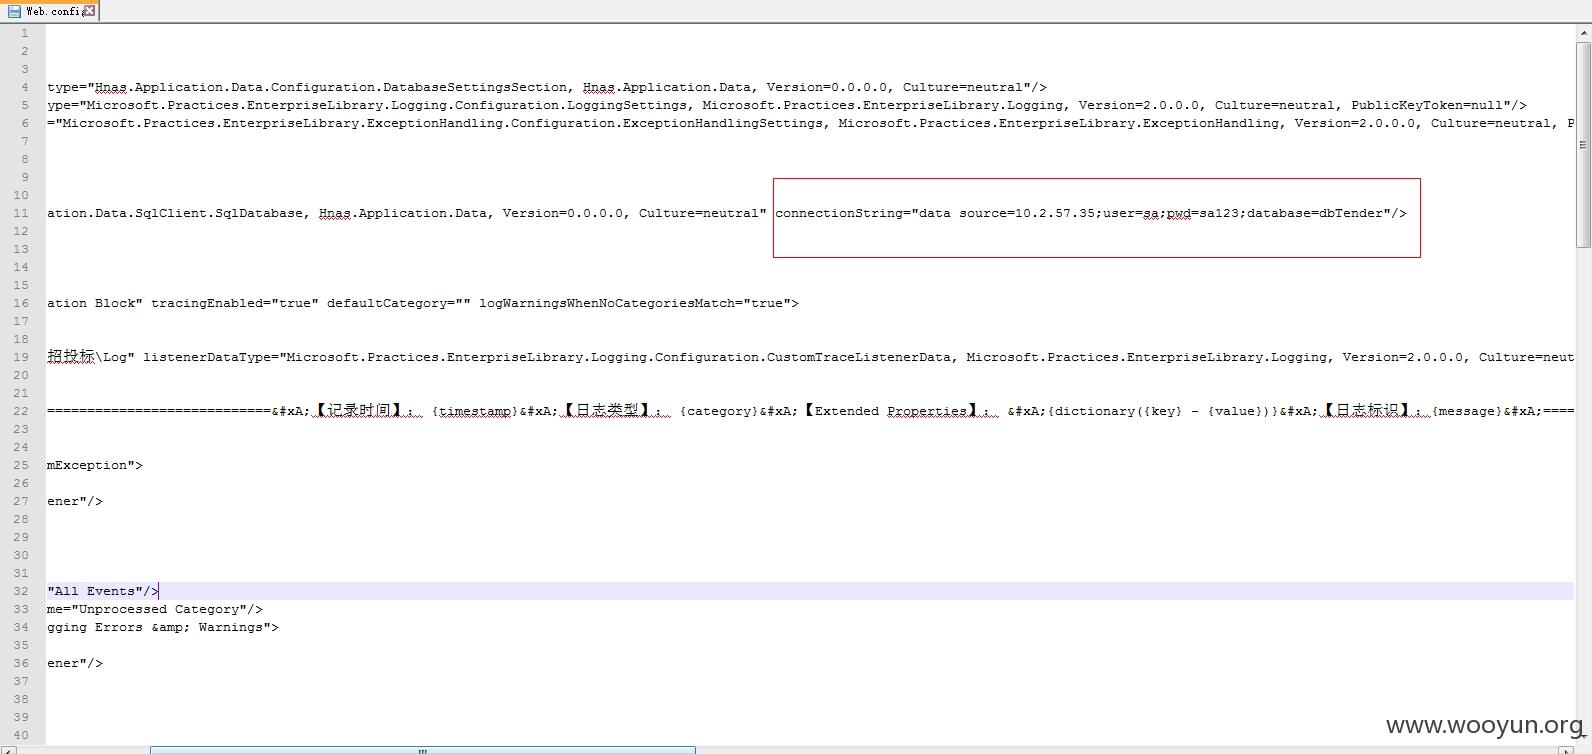 Web.config
1
2
3
4 type="Hnas.Application.Data.Configuration.DatabaseSettingsSection, Hnas.Application.Data, Version=0.0.0.0, Culture=neutral"/>
5 ype="Microsoft.Practices.EnterpriseLibrary.Logging.Configuration.LoggingSettings, Microsoft.Practices.EnterpriseLibrary.Logging, Version=2.0.0.0, Culture=neutral, PublicKeyToken=null"/>
6 ="Microsoft.Practices.EnterpriseLibrary.ExceptionHandling.Configuration.ExceptionHandlingSettings, Microsoft.Practices.EnterpriseLibrary.ExceptionHandling, Version=2.0.0.0, Culture=neutral, P
7
8
9
10
11 ation.Data.SqlClient.SqlDatabase, Hnas.Application.Data, Version=0.0.0.0, Culture=neutral" connectionString="data source=10.2.57.35;user=sa;pwd=sa123;database=dbTender"/>
12
13
14
15
16 ation Block" tracingEnabled="true" defaultCategory="" logWarningsWhenNoCategoriesMatch="true">
17
18
19 招投标\Log" listenerDataType="Microsoft.Practices.EnterpriseLibrary.Logging.Configuration.CustomTraceListenerData, Microsoft.Practices.EnterpriseLibrary.Logging, Version=2.0.0.0, Culture=neut
20
21
22 ============================&#xA;【记录时间】： {timestamp}&#xA;【日志类型】： {category}&#xA;【Extended Properties】： &#xA;{dictionary({key} - {value})}&#xA;【日志标识】：{message}&#xA;====
23
24
25 mException">
26
27 ener"/>
28
29
30
31
32 "All Events"/>
33 me="Unprocessed Category"/>
34 gging Errors &amp; Warnings">
35
36 ener"/>
37
38
39
40
www.wooyun.org